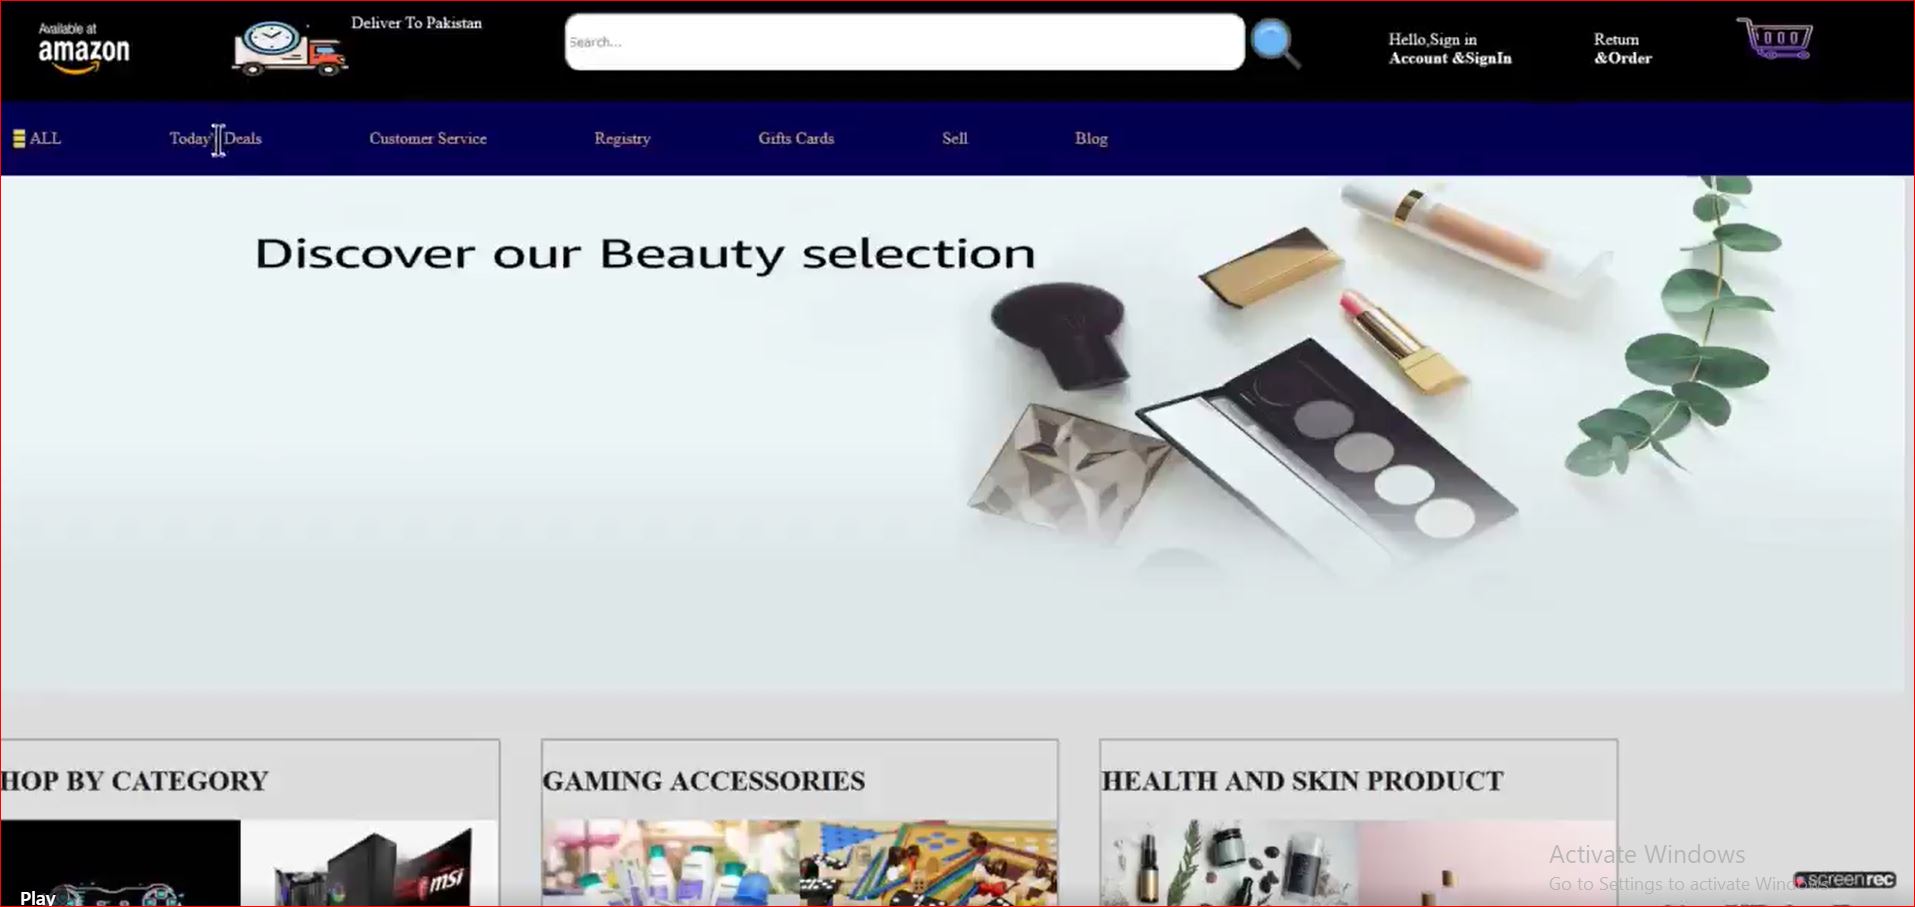 Available at
amazon
Deliver To Pakistan
Search...
Hello,Sign in
Account &SignIn
Return
&Order
ALL
Today' Deals
Customer Service
Registry
Gifts Cards
Sell
Blog
Discover our Beauty selection
HOP BY CATEGORY
GAMING ACCESSORIES
HEALTH AND SKIN PRODUCT
msi
Activate Windows
Go to Settings to activate Windows.
screenrec
Play